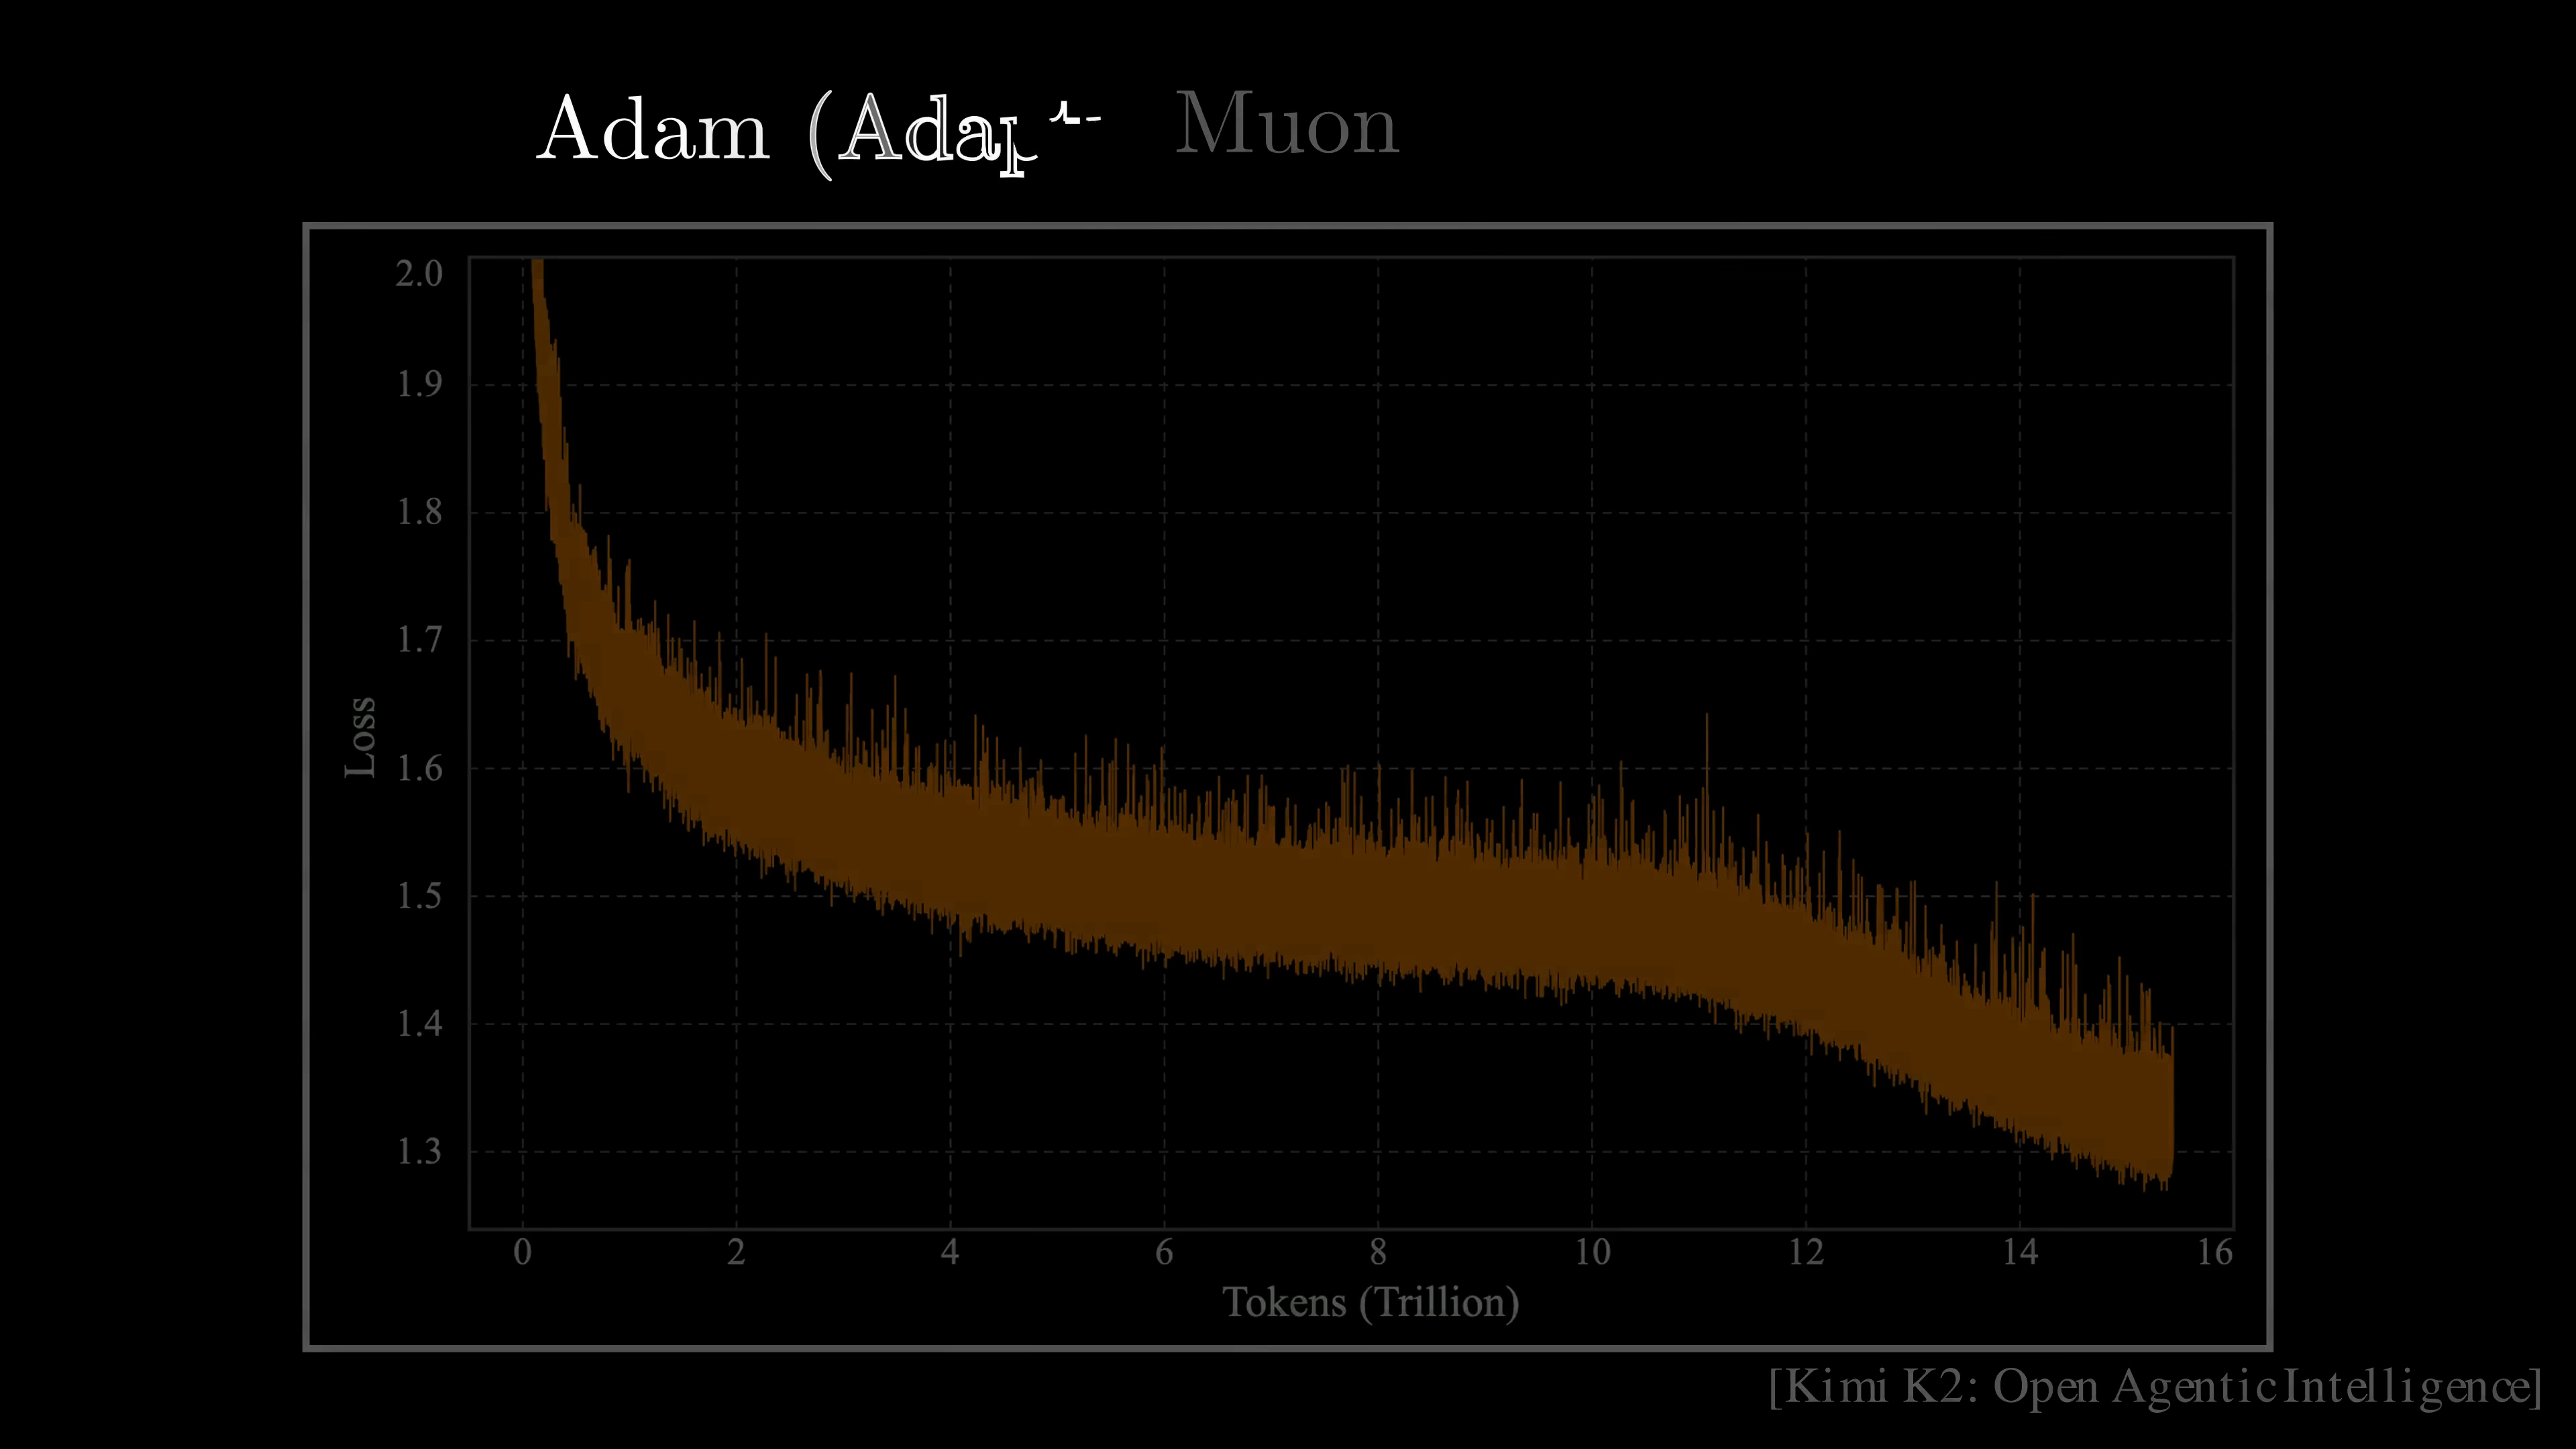 Adam (Adap
Muon
2.0
1.9
1.8
1.7
1.6
1.5
1.4
1.3
Loss
0 2 4 6 8 10 12 14 16
Tokens (Trillion)
[Kimi K2: Open Agentic Intelligence]